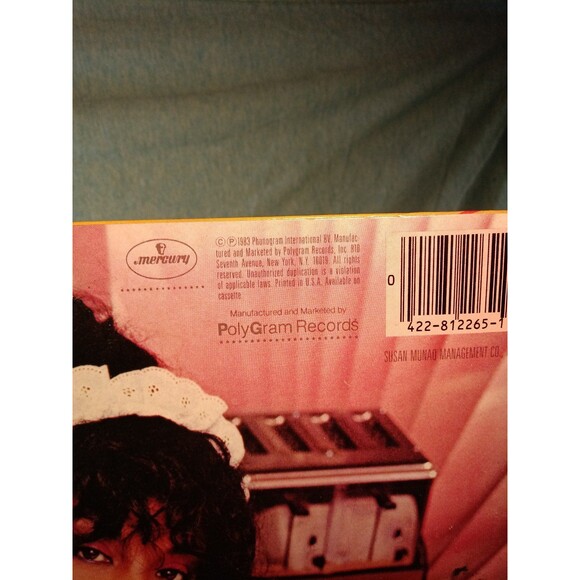 mercury
© ℗ 1983 Phonogram International BV. Manufac-
tured and Marketed by Polygram Records, Inc. 810
Seventh Avenue, New York, N.Y. 10019. All rights
reserved. Unauthorized duplication is a violation
of applicable laws. Printed in U.S.A. Available on
cassette.
Manufactured and Marketed by
PolyGram Records
0
422-812265-1
SUSAN MUNAO MANAGEMENT CO.,